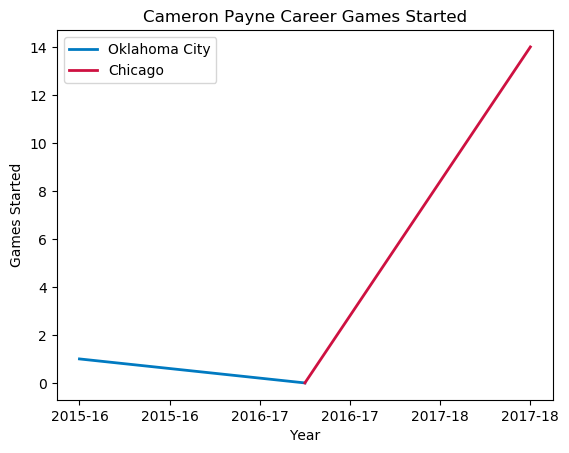 Cameron Payne Career Games Started
Oklahoma City
Chicago
14
12
10
8
6
4
2
0
Games Started
2015-16 2015-16 2016-17 2016-17 2017-18 2017-18
Year